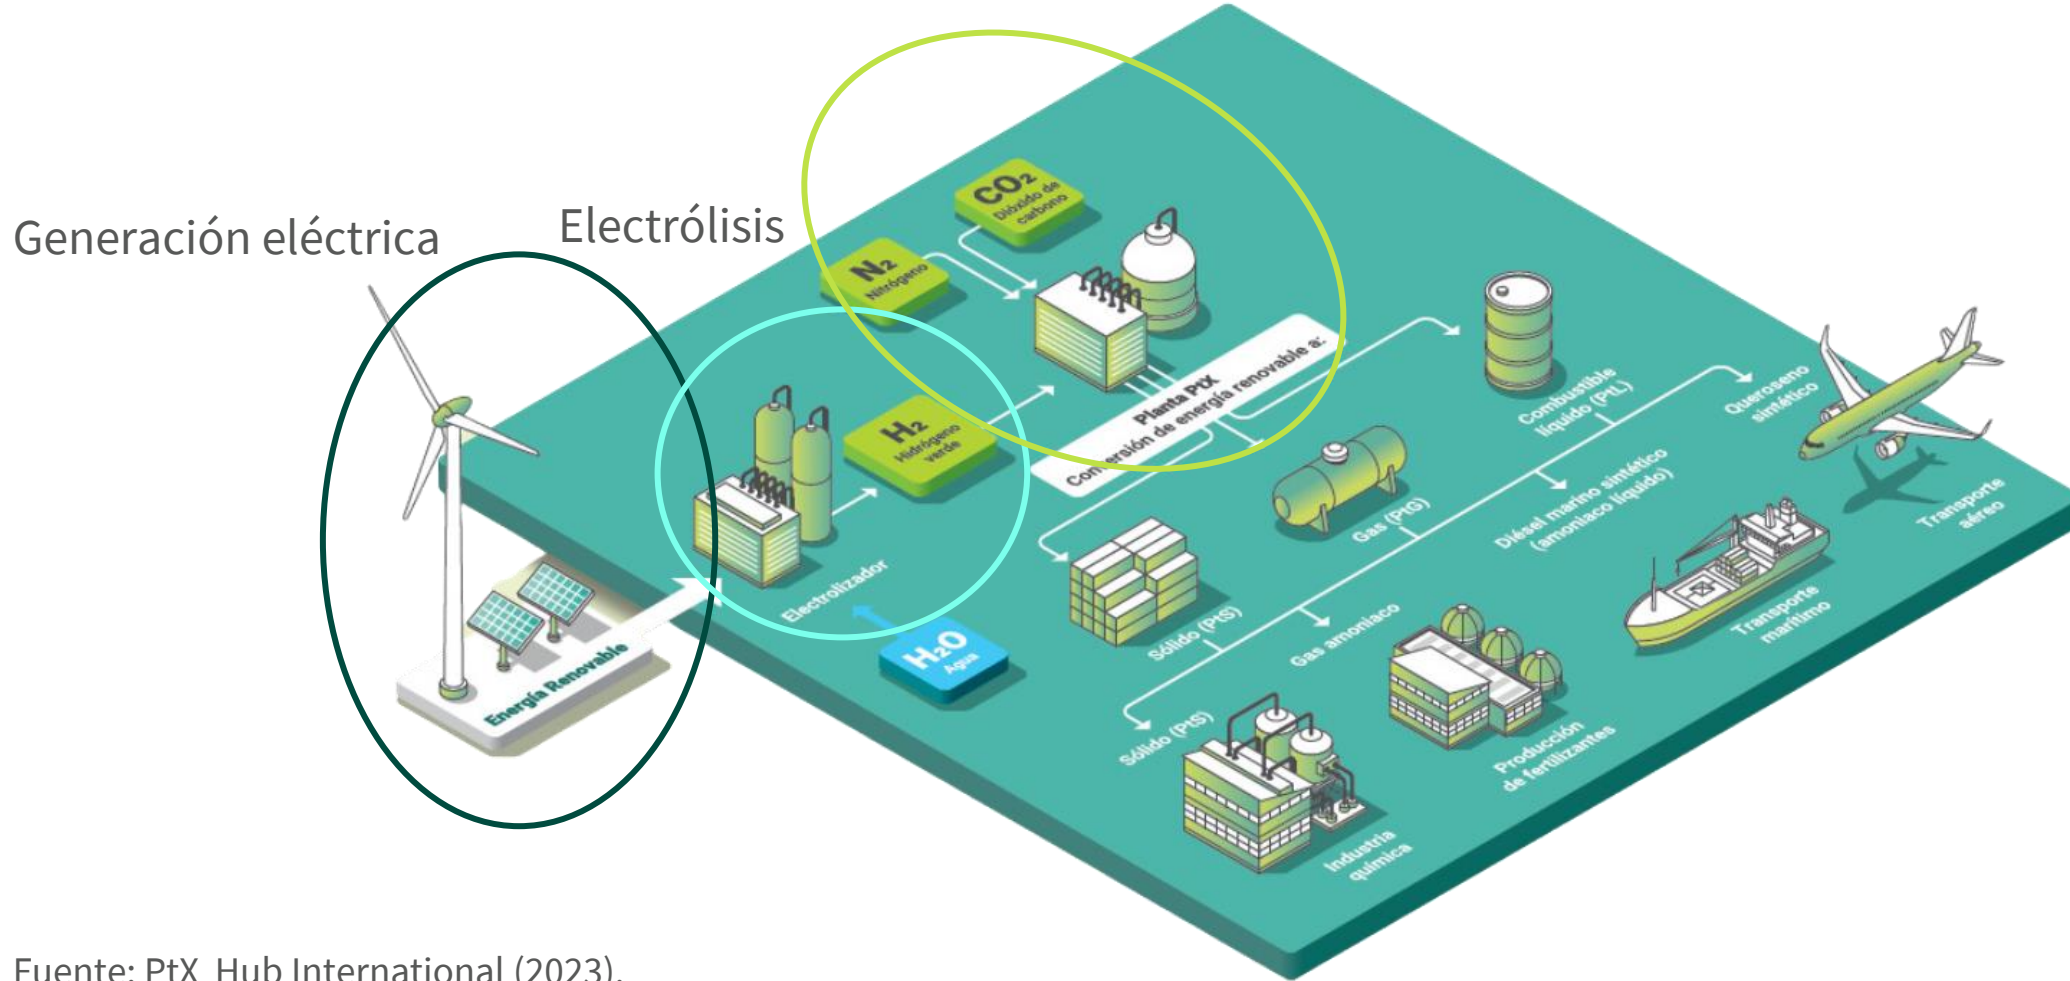 Generación eléctrica
Electrólisis
CO₂
Dióxido de
carbono
N₂
Nitrógeno
H₂
Hidrógeno
verde
Planta PtX
Conversión de energía renovable a:
Electrolizador
H₂O
Agua
Energía Renovable
Combustible
líquido (PtL)
Queroseno
sintético
Gas (PtG)
Diésel marino sintético
(amoniaco líquido)
Transporte
aéreo
Sólido (PtS)
Gas amoniaco
Transporte
marítimo
Sólido (PtS)
Producción
de fertilizantes
Industria
química
Fuente: PtX Hub International (2023).